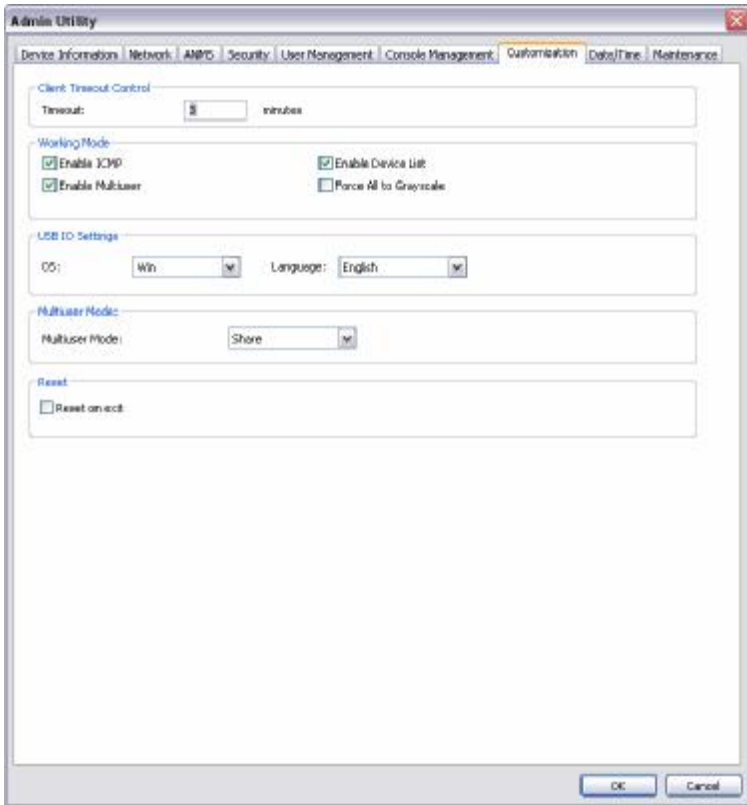 Admin Utility
Device Information Network ANMS Security User Management Console Management Customization Date/Time Maintenance
Client Timeout Control
Timeout: 3 minutes
Working Mode
Enable ICMP Enable Device List
Enable Multiuser Force All to Grayscale
USB IO Settings
OS: Win Language: English
Multiuser Mode:
Multiuser Mode: Share
Reset
Reset on exit
OK Cancel